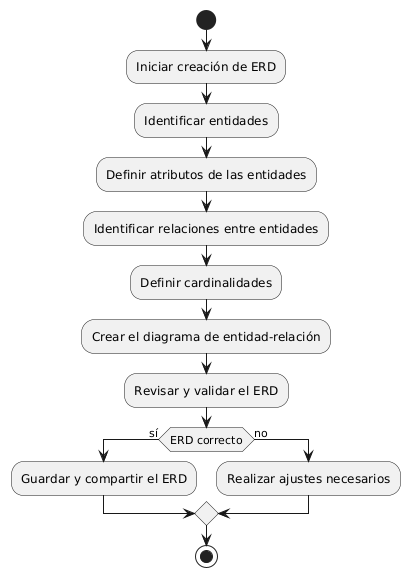 Iniciar creación de ERD
Identificar entidades
Definir atributos de las entidades
Identificar relaciones entre entidades
Definir cardinalidades
Crear el diagrama de entidad-relación
Revisar y validar el ERD
sí
ERD correcto
no
Guardar y compartir el ERD
Realizar ajustes necesarios